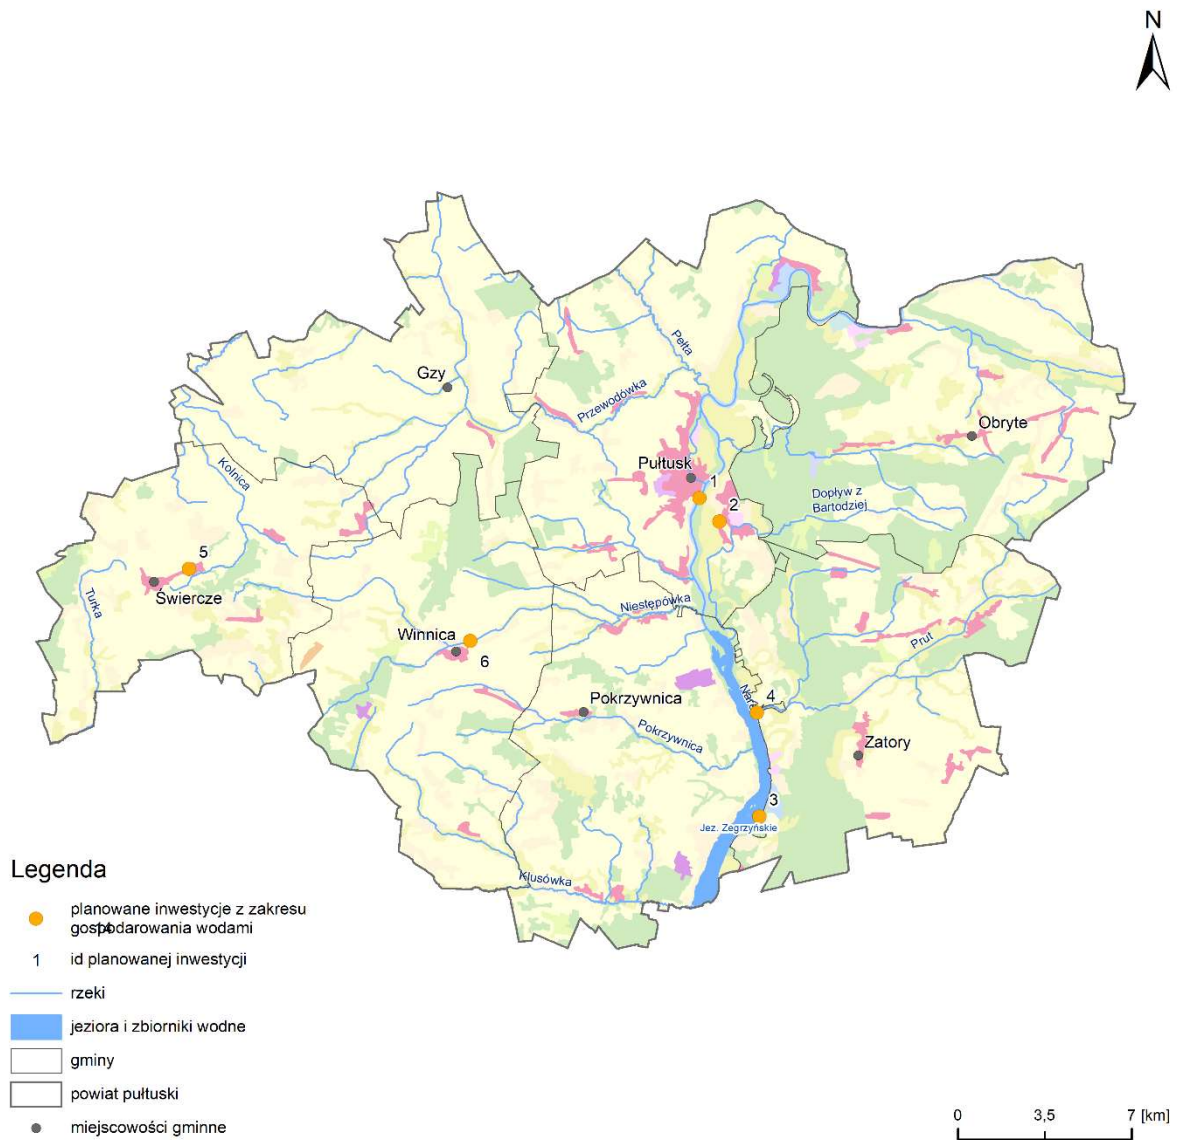 N
Gzy
Pełta
Przewodówka
Obryte
Kolnica
Pułtusk
1
2
Dopływ z
Bartodziej
5
Świercze
Turka
Niestępówka
Winnica
6
Prut
Pokrzywnica
4
Pokrzywnica
Zatory
3
Jez. Zegrzyńskie
Klusówka
Legenda
planowane inwestycje z zakresu
gospodarowania wodami
14
1 id planowanej inwestycji
rzeki
jeziora i zbiorniki wodne
gminy
powiat pułtuski
miejscowości gminne
0 3,5 7 [km]